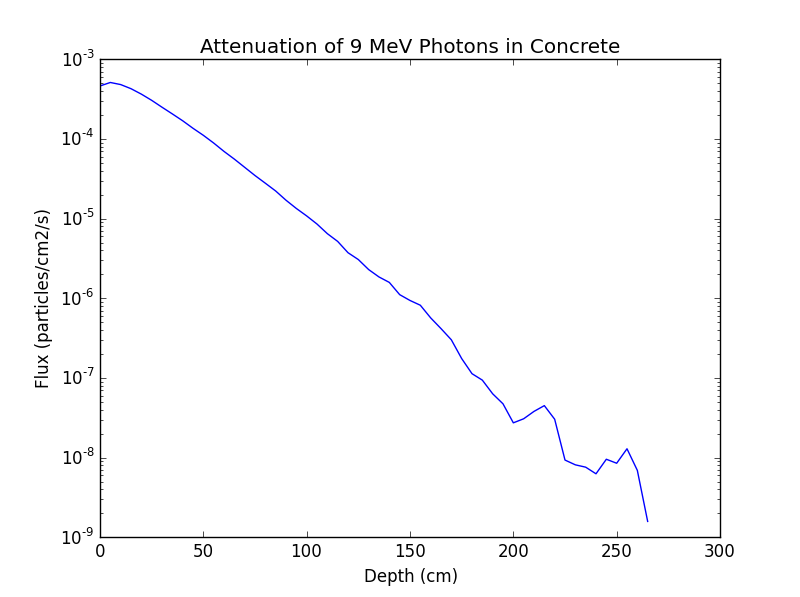 Attenuation of 9 MeV Photons in Concrete
10^-3
10^-4
10^-5
10^-6
10^-7
10^-8
10^-9
Flux (particles/cm2/s)
0 50 100 150 200 250 300
Depth (cm)